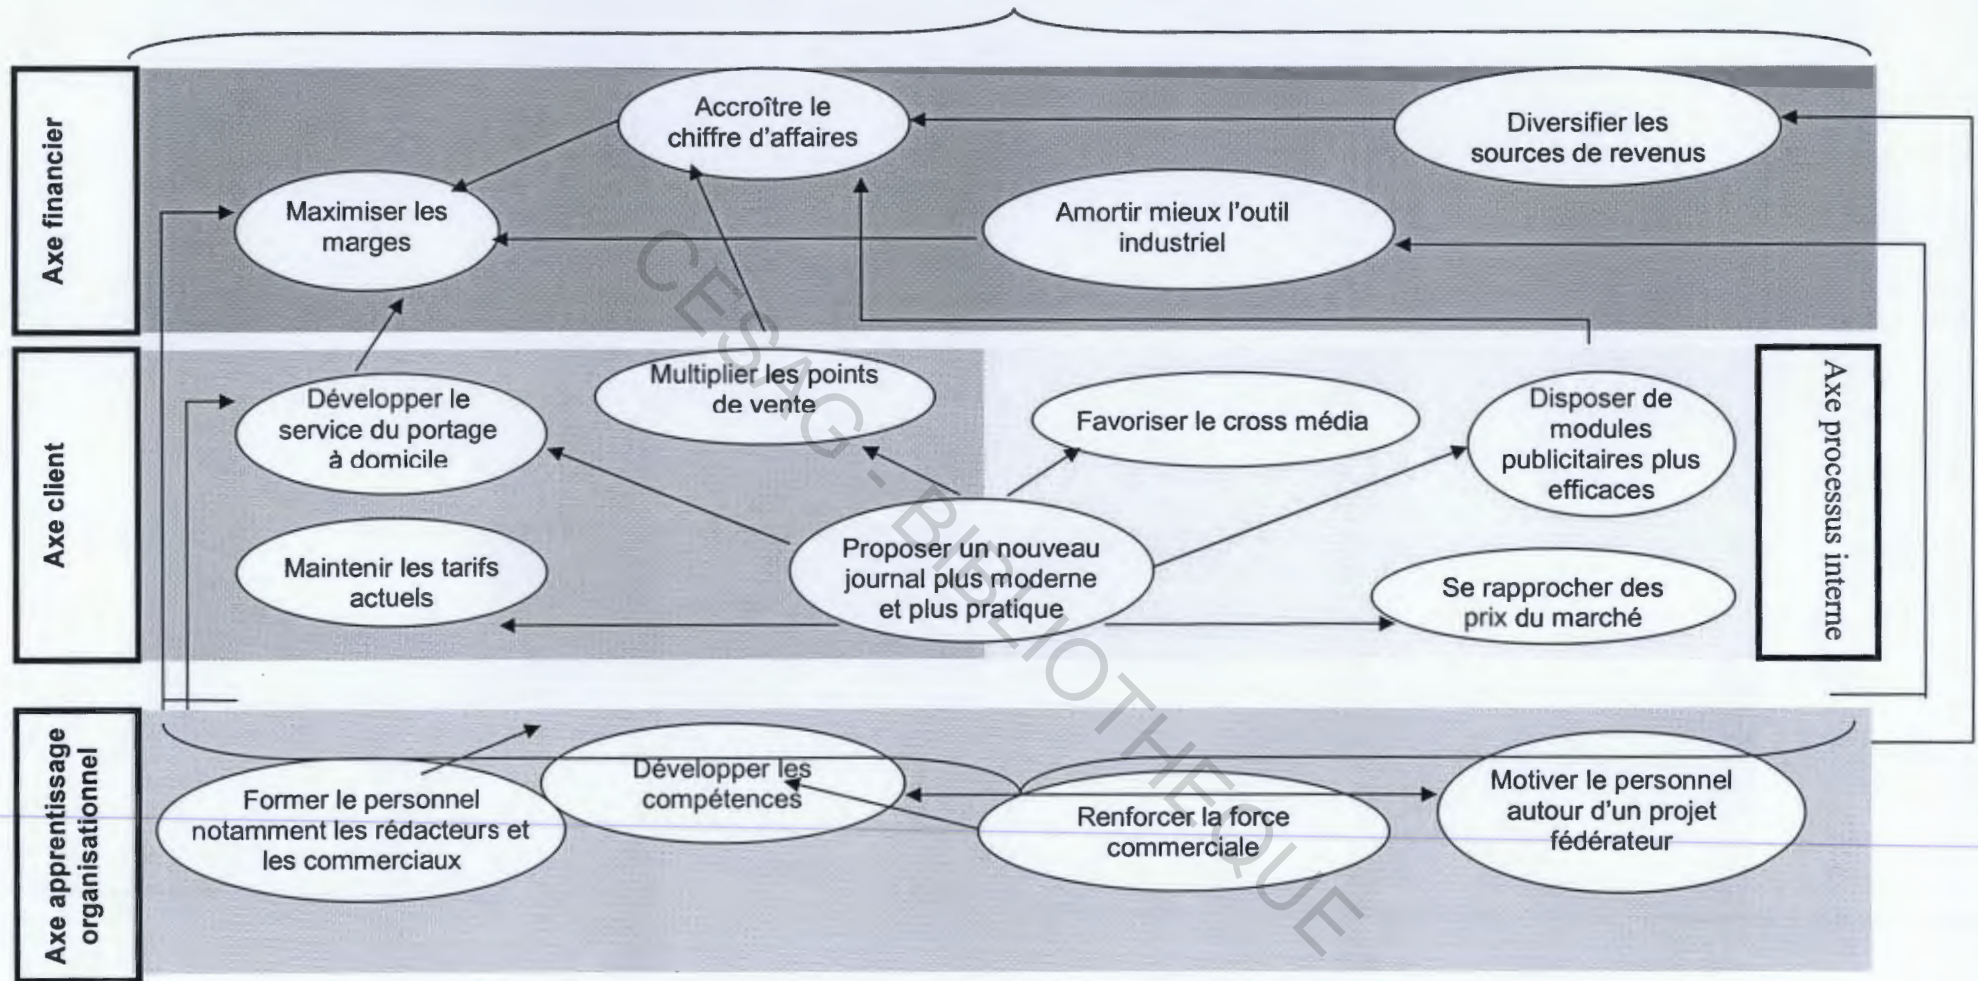 Axe financier
Accroître le
chiffre d'affaires
Diversifier les
sources de revenus
Maximiser les
marges
Amortir mieux l'outil
industriel
Axe client
Développer le
service du portage
à domicile
Multiplier les points
de vente
Favoriser le cross média
Disposer de
modules
publicitaires plus
efficaces
Maintenir les tarifs
actuels
Proposer un nouveau
journal plus moderne
et plus pratique
Se rapprocher des
prix du marché
Axe processus interne
Axe apprentissage
organisationnel
Former le personnel
notamment les rédacteurs et
les commerciaux
Développer les
compétences
Renforcer la force
commerciale
Motiver le personnel
autour d'un projet
fédérateur
CESAG - BIBLIOTHEQUE